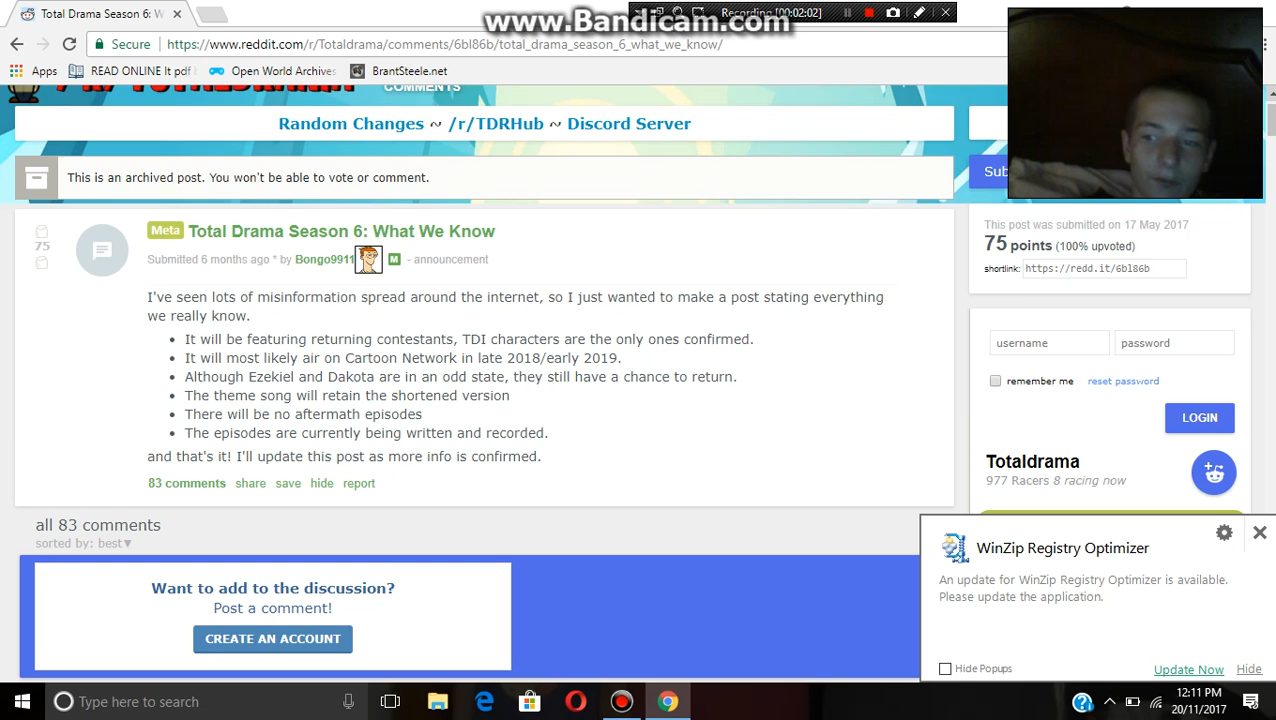 Total Drama Season 6: W
Recording [00:02:02]
www.Bandicam.com
Secure
https://www.reddit.com/r/Totaldrama/comments/6bl86b/total_drama_season_6_what_we_know/
Apps
READ ONLINE It pdf
Open World Archives
BrantSteele.net
COMMENTS
Random Changes ~ /r/TDRHub ~ Discord Server
This is an archived post. You won't be able to vote or comment.
Sub
75
Meta Total Drama Season 6: What We Know
Submitted 6 months ago * by Bongo9911 M - announcement
I've seen lots of misinformation spread around the internet, so I just wanted to make a post stating everything
we really know.
• It will be featuring returning contestants, TDI characters are the only ones confirmed.
• It will most likely air on Cartoon Network in late 2018/early 2019.
• Although Ezekiel and Dakota are in an odd state, they still have a chance to return.
• The theme song will retain the shortened version
• There will be no aftermath episodes
• The episodes are currently being written and recorded.
and that's it! I'll update this post as more info is confirmed.
83 comments share save hide report
This post was submitted on 17 May 2017
75 points (100% upvoted)
shortlink: https://redd.it/6bl86b
username
password
remember me
reset password
LOGIN
Totaldrama
977 Racers 8 racing now
all 83 comments
sorted by: best▼
Want to add to the discussion?
Post a comment!
CREATE AN ACCOUNT
WinZip Registry Optimizer
An update for WinZip Registry Optimizer is available.
Please update the application.
Hide Popups
Update Now
Hide
Type here to search
12:11 PM
20/11/2017